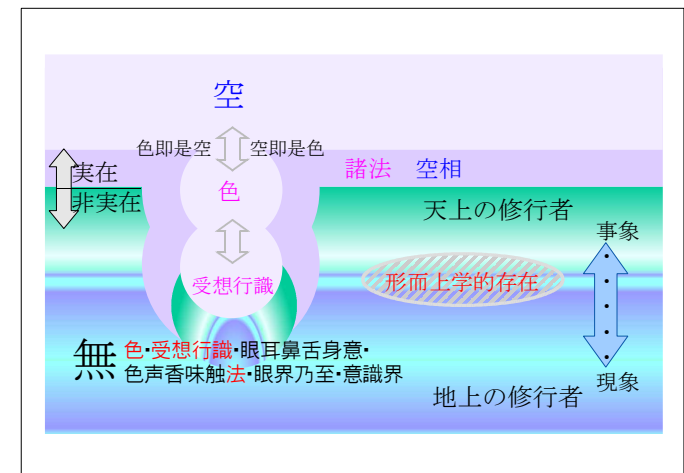 空
色即是空
空即是色
諸法 空相
実在
非実在
色
天上の修行者
事象
受想行識
形而上学的存在
無
色・受想行識・眼耳鼻舌身意・
色声香味触法・眼界乃至・意識界
現象
地上の修行者